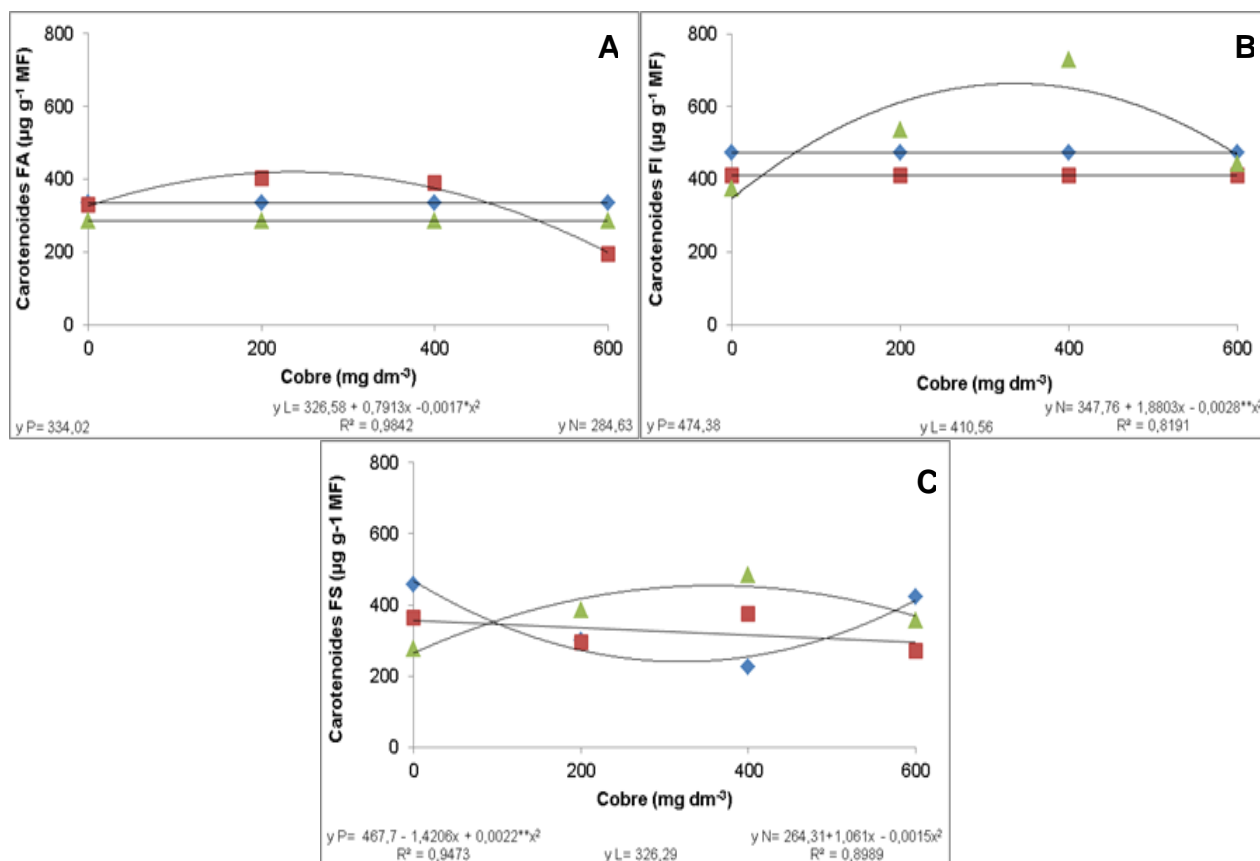 A
Carotenoides FA (µg g⁻¹ MF)
800
600
400
200
0
0 200 400 600
Cobre (mg dm⁻³)
y L= 326,58 + 0,7913x -0,0017*x²
y P= 334,02 R² = 0,9842 y N= 284,63
B
Carotenoides FI (µg g⁻¹ MF)
800
600
400
200
0
0 200 400 600
Cobre (mg dm⁻³)
y N= 347,76 + 1,8803x - 0,0028**x²
y P= 474,38 y L= 410,56 R² = 0,8191
C
Carotenoides FS (µg g-1 MF)
800
600
400
200
0
0 200 400 600
Cobre (mg dm⁻³)
y P= 467,7 - 1,4206x + 0,0022**x² y N= 264,31+1,061x - 0,0015x²
R² = 0,9473 y L= 326,29 R² = 0,8989